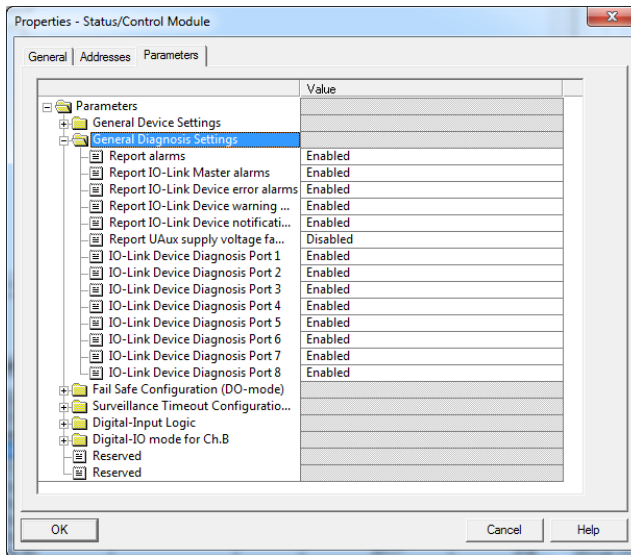 Properties - Status/Control Module
General Addresses Parameters
Value
Parameters
General Device Settings
General Diagnosis Settings
Report alarms Enabled
Report IO-Link Master alarms Enabled
Report IO-Link Device error alarms Enabled
Report IO-Link Device warning ... Enabled
Report IO-Link Device notificati... Enabled
Report UAux supply voltage fa... Disabled
IO-Link Device Diagnosis Port 1 Enabled
IO-Link Device Diagnosis Port 2 Enabled
IO-Link Device Diagnosis Port 3 Enabled
IO-Link Device Diagnosis Port 4 Enabled
IO-Link Device Diagnosis Port 5 Enabled
IO-Link Device Diagnosis Port 6 Enabled
IO-Link Device Diagnosis Port 7 Enabled
IO-Link Device Diagnosis Port 8 Enabled
Fail Safe Configuration (DO-mode)
Surveillance Timeout Configuratio...
Digital-Input Logic
Digital-IO mode for Ch.B
Reserved
Reserved
OK Cancel Help